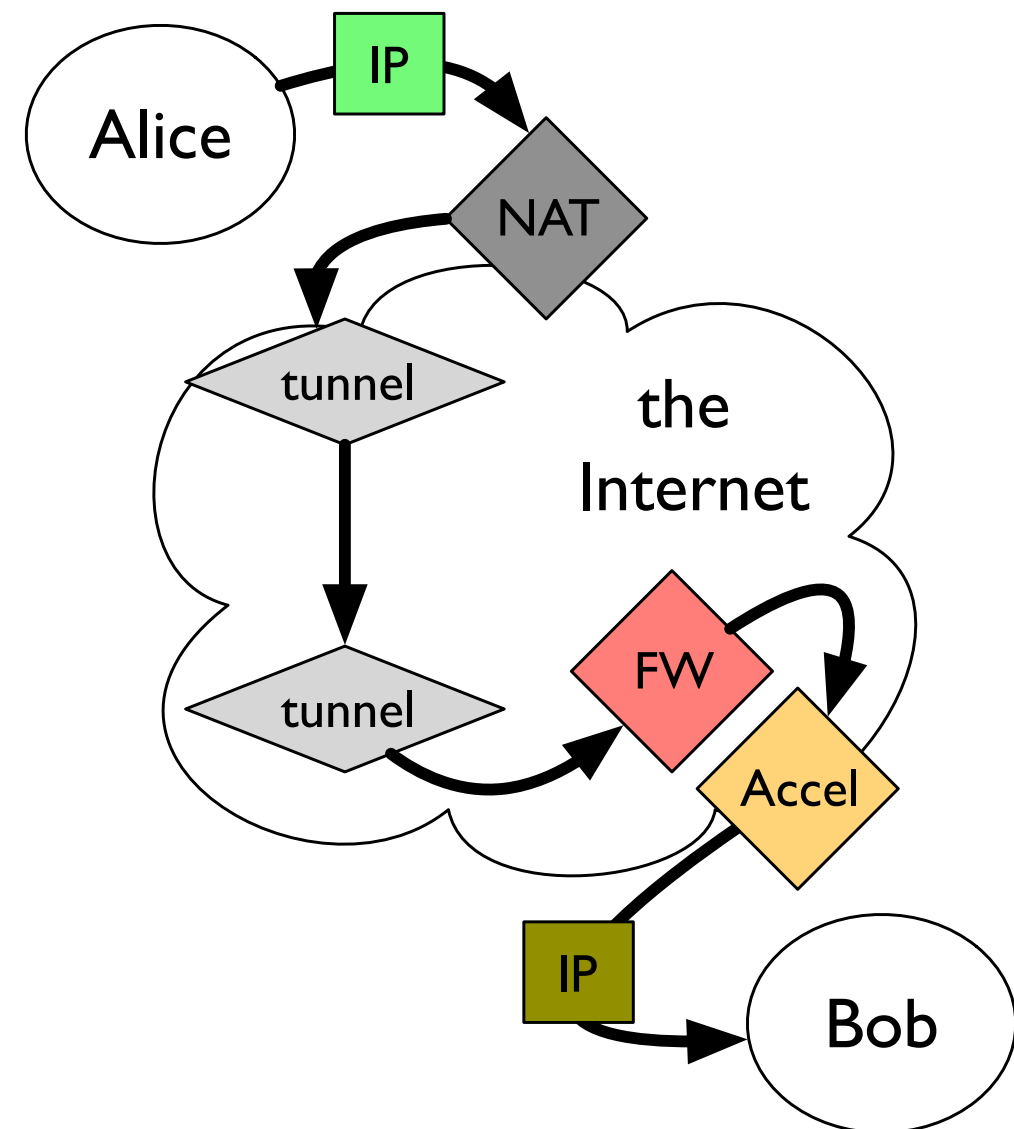 IP
Alice
NAT
tunnel
the
Internet
FW
tunnel
Accel
IP
Bob